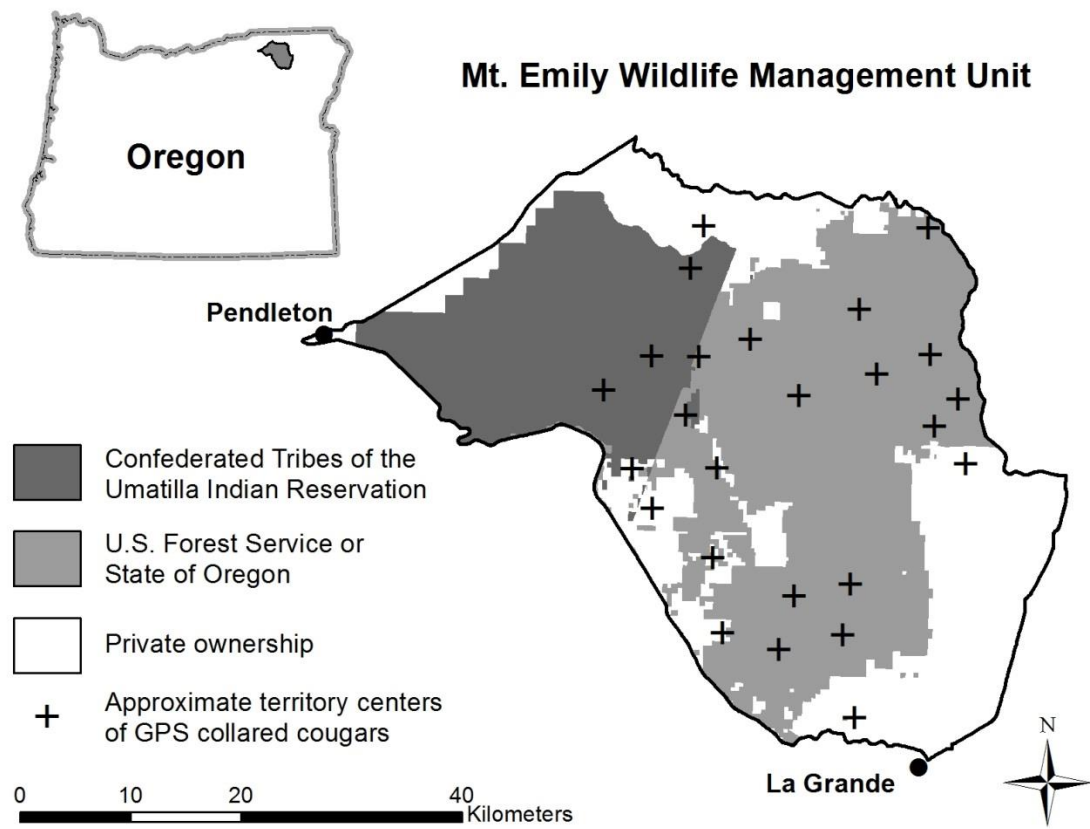 Mt. Emily Wildlife Management Unit
Oregon
Pendleton
Confederated Tribes of the
Umatilla Indian Reservation
U.S. Forest Service or
State of Oregon
Private ownership
Approximate territory centers
of GPS collared cougars
La Grande
N
0 10 20 40
Kilometers